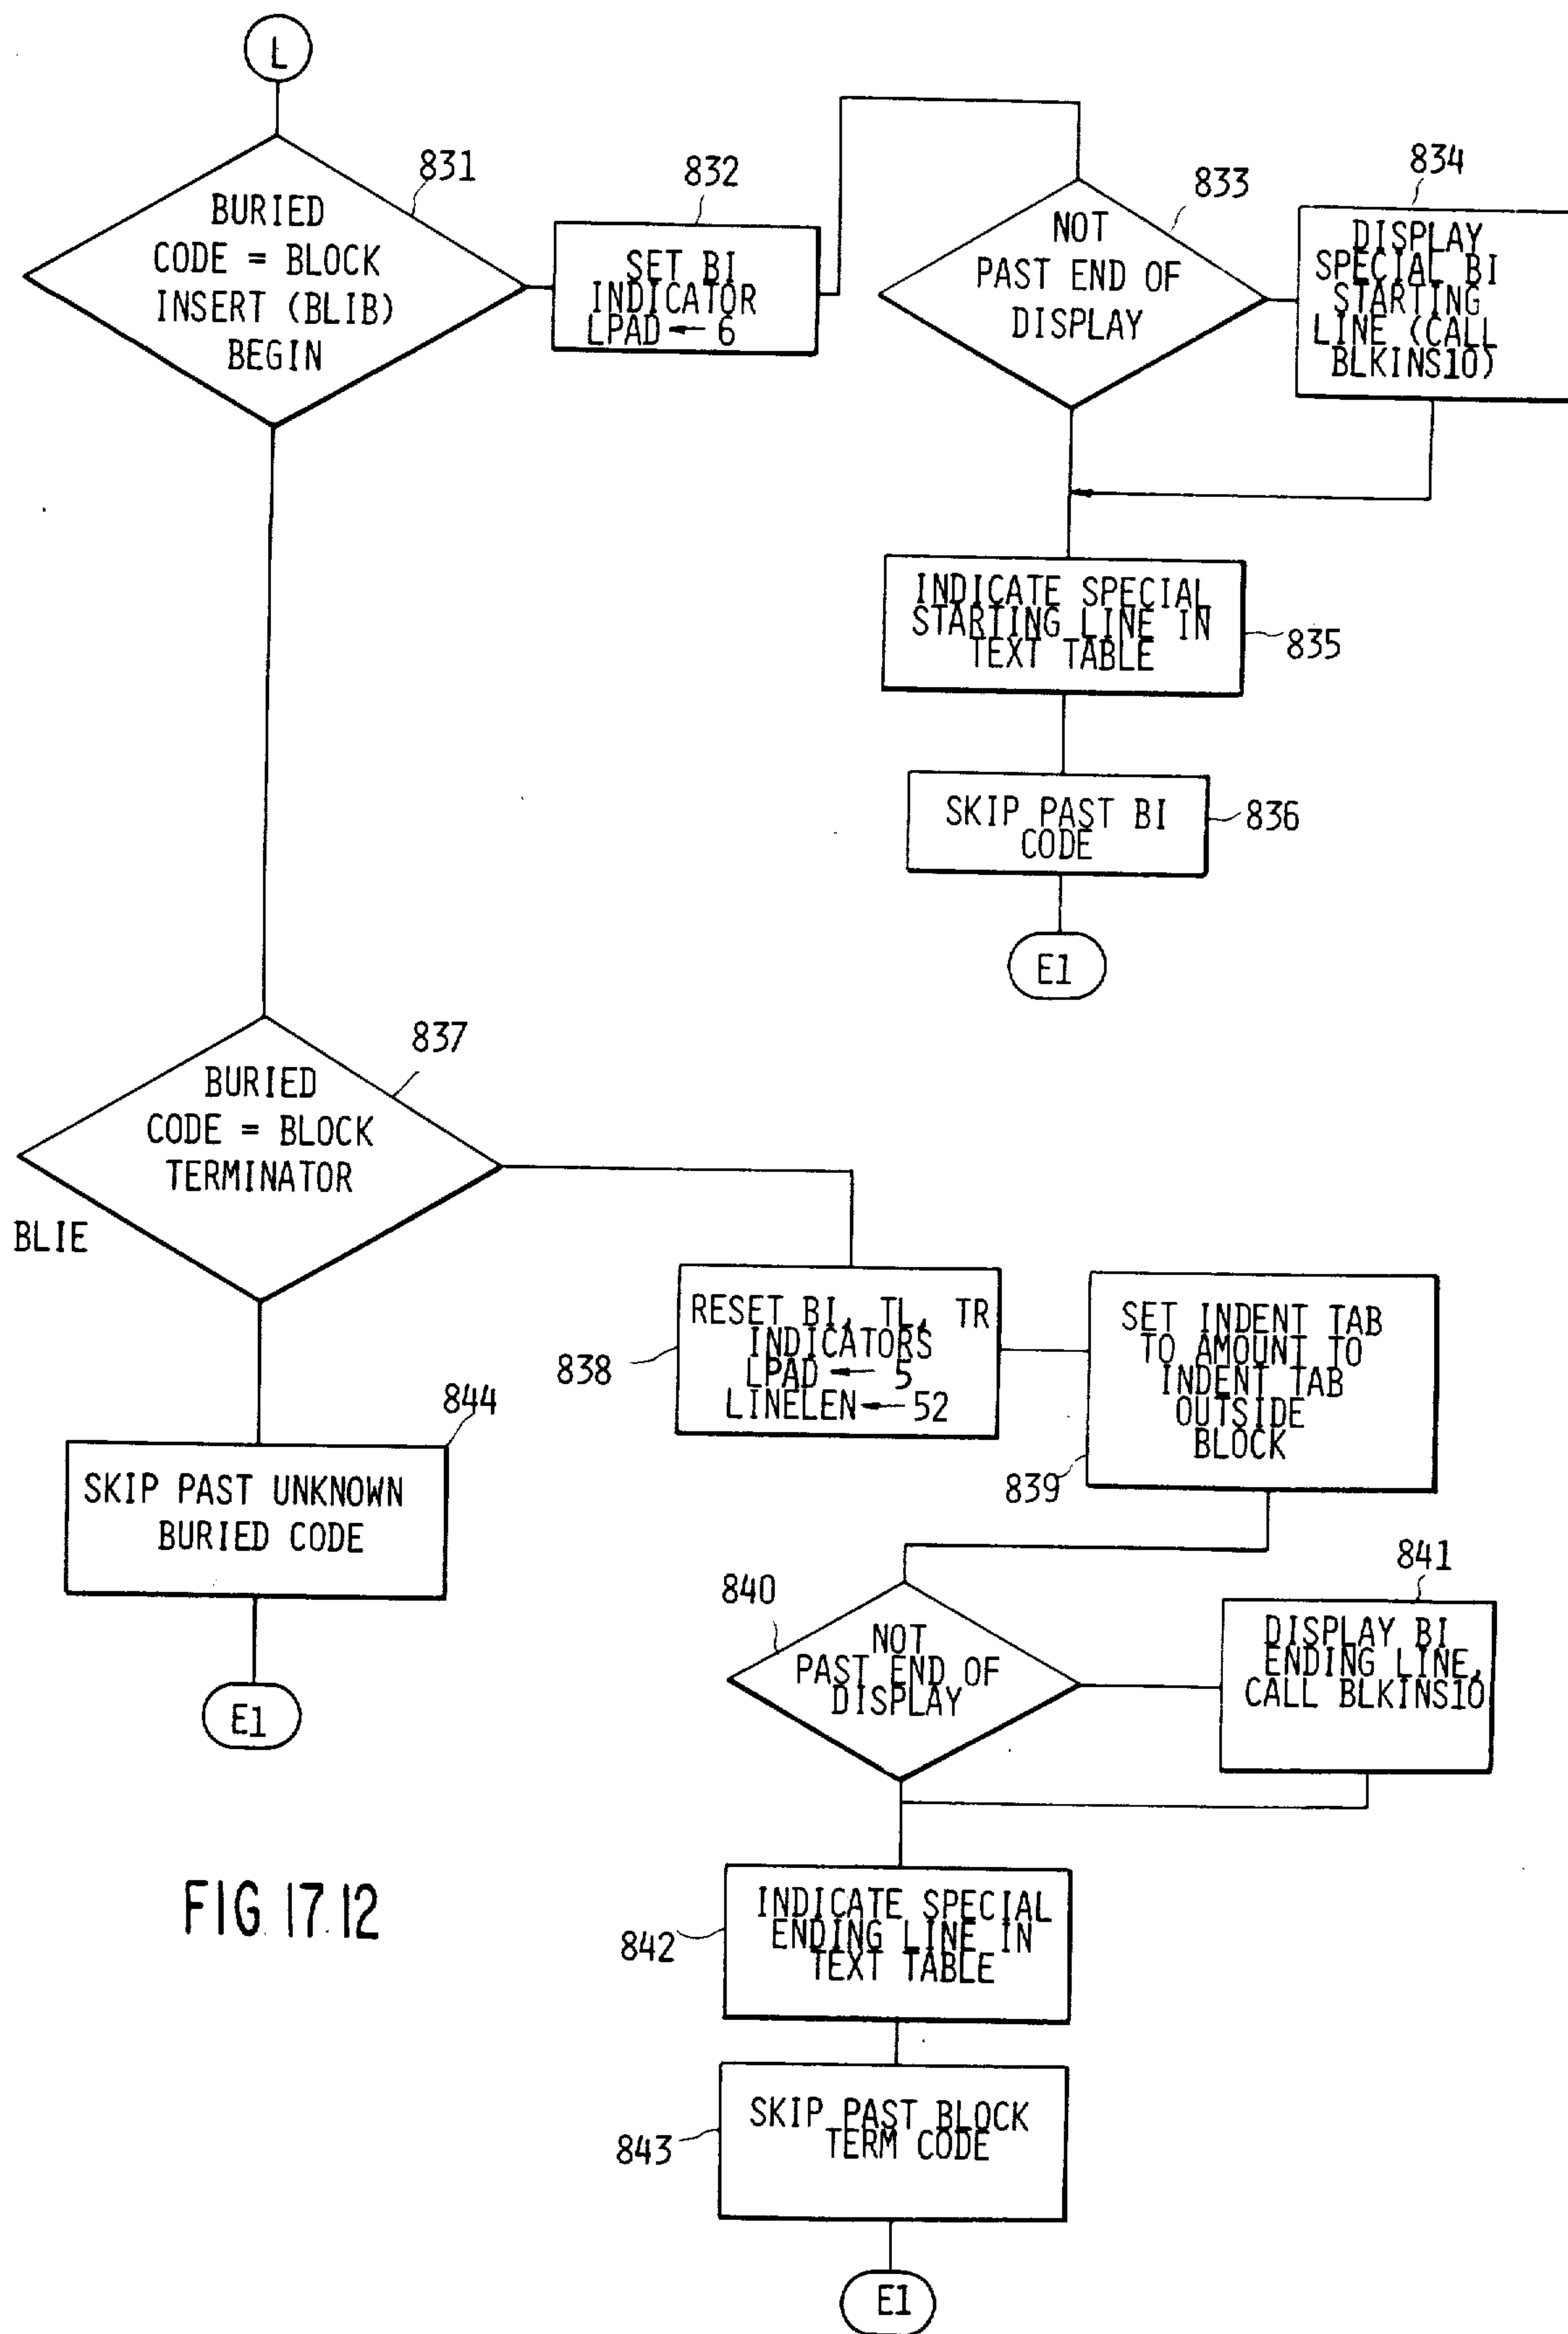 L
831
BURIED
CODE = BLOCK
INSERT (BLIB)
BEGIN
832
SET BI
INDICATOR
LPAD ← 6
833
NOT
PAST END OF
DISPLAY
834
DISPLAY
SPECIAL BI
STARTING
LINE (CALL
BLKINS10)
INDICATE SPECIAL
STARTING LINE IN
TEXT TABLE
835
SKIP PAST BI
CODE
836
E1
837
BURIED
CODE = BLOCK
TERMINATOR
BLIE
838
RESET BI, TL, TR
INDICATORS
LPAD ← 5
LINELEN ← 52
839
SET INDENT TAB
TO AMOUNT TO
INDENT TAB
OUTSIDE
BLOCK
844
SKIP PAST UNKNOWN
BURIED CODE
E1
840
NOT
PAST END OF
DISPLAY
841
DISPLAY BI
ENDING LINE,
CALL BLKINS10
842
INDICATE SPECIAL
ENDING LINE IN
TEXT TABLE
843
SKIP PAST BLOCK
TERM CODE
E1
FIG 17.12